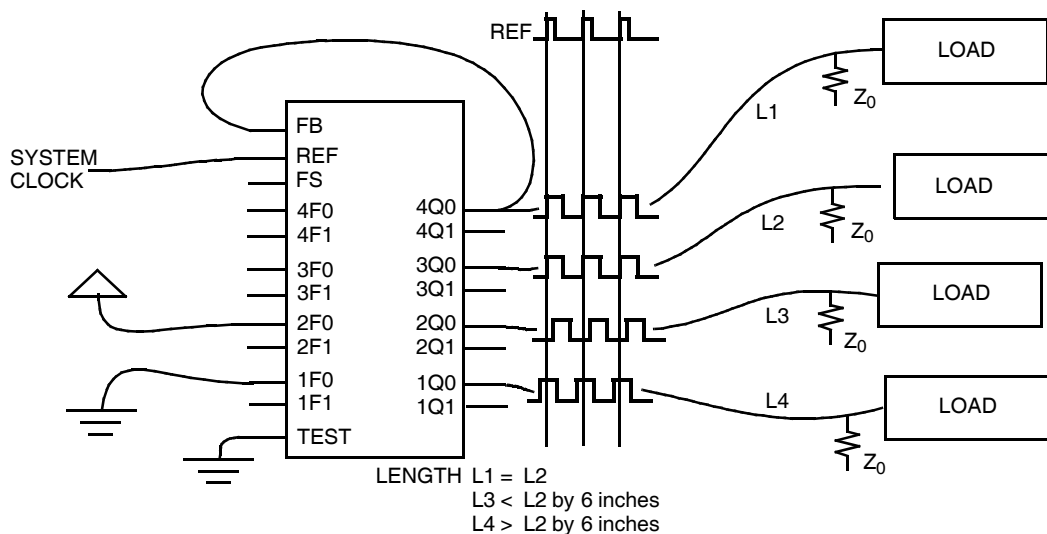 REF
LOAD
L1
Z0
FB
SYSTEM
CLOCK
REF
FS
4F0
4Q0
4F1
4Q1
LOAD
L2
Z0
3F0
3Q0
3F1
3Q1
LOAD
2F0
2Q0
L3
2F1
2Q1
Z0
1F0
1Q0
1F1
1Q1
LOAD
L4
TEST
Z0
LENGTH L1 = L2
L3 < L2 by 6 inches
L4 > L2 by 6 inches